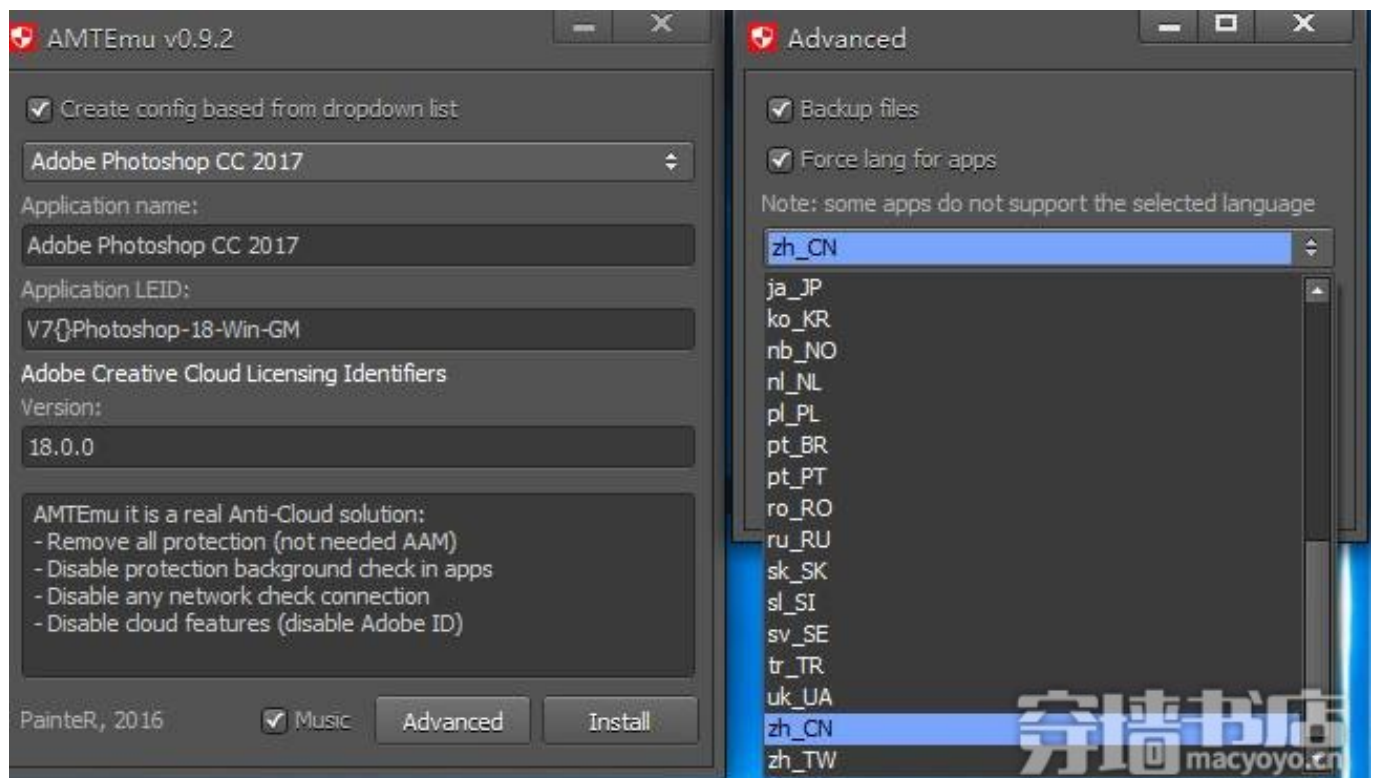 AMTEmu v0.9.2
Create config based from dropdown list
Adobe Photoshop CC 2017
Application name:
Adobe Photoshop CC 2017
Application LEID:
V7{}Photoshop-18-Win-GM
Adobe Creative Cloud Licensing Identifiers
Version:
18.0.0
AMTEmu it is a real Anti-Cloud solution:
- Remove all protection (not needed AAM)
- Disable protection background check in apps
- Disable any network check connection
- Disable cloud features (disable Adobe ID)
PainteR, 2016
Music
Advanced
Install
Advanced
Backup files
Force lang for apps
Note: some apps do not support the selected language
zh_CN
ja_JP
ko_KR
nb_NO
nl_NL
pl_PL
pt_BR
pt_PT
ro_RO
ru_RU
sk_SK
sl_SI
sv_SE
tr_TR
uk_UA
zh_CN
zh_TW
穿墙书店
macyoyo.cn